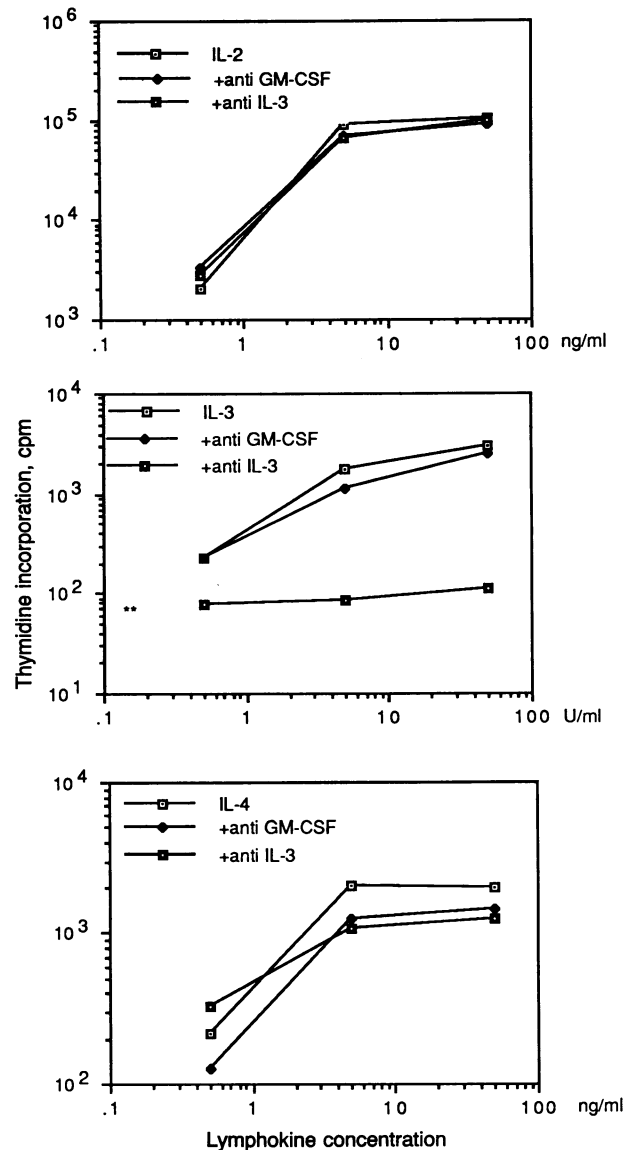 10^6
10^5
10^4
10^3
IL-2
+anti GM-CSF
+anti IL-3
.1 1 10 100 ng/ml
Thymidine incorporation, cpm
10^4
10^3
10^2
10^1
IL-3
+anti GM-CSF
+anti IL-3
**
.1 1 10 100 U/ml
10^4
10^3
10^2
IL-4
+anti GM-CSF
+anti IL-3
.1 1 10 100 ng/ml
Lymphokine concentration